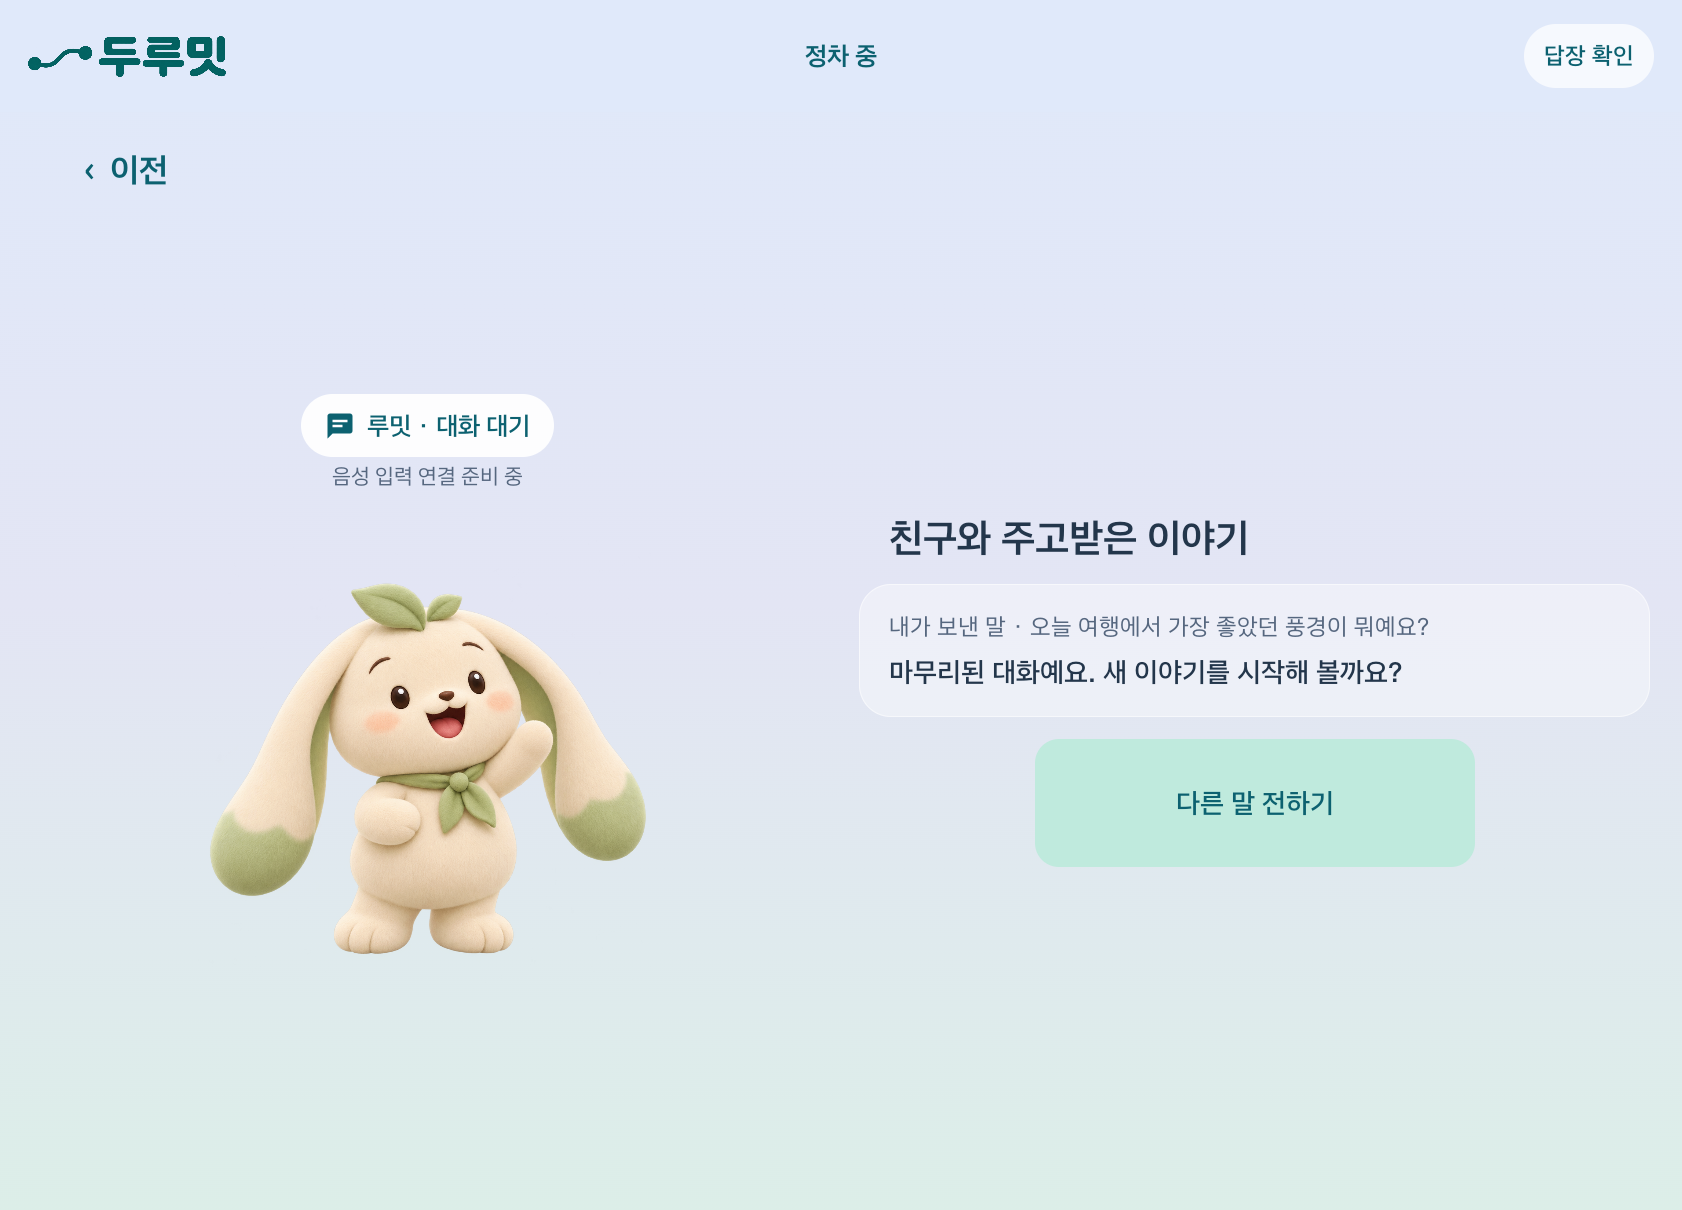 두루밋
정차 중
답장 확인
‹ 이전
루밋 · 대화 대기
음성 입력 연결 준비 중
친구와 주고받은 이야기
내가 보낸 말 · 오늘 여행에서 가장 좋았던 풍경이 뭐예요?
마무리된 대화예요. 새 이야기를 시작해 볼까요?
다른 말 전하기